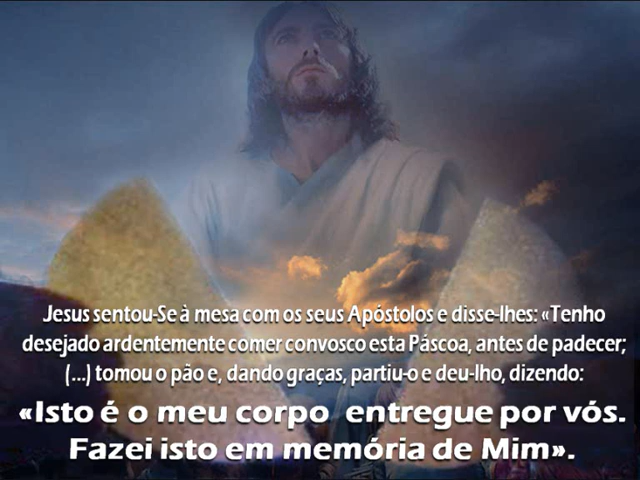 Jesus sentou-Se à mesa com os seus Apóstolos e disse-lhes: «Tenho
desejado ardentemente comer convosco esta Páscoa, antes de padecer;
(...) tomou o pão e, dando graças, partiu-o e deu-lho, dizendo:
«Isto é o meu corpo entregue por vós.
Fazei isto em memória de Mim».